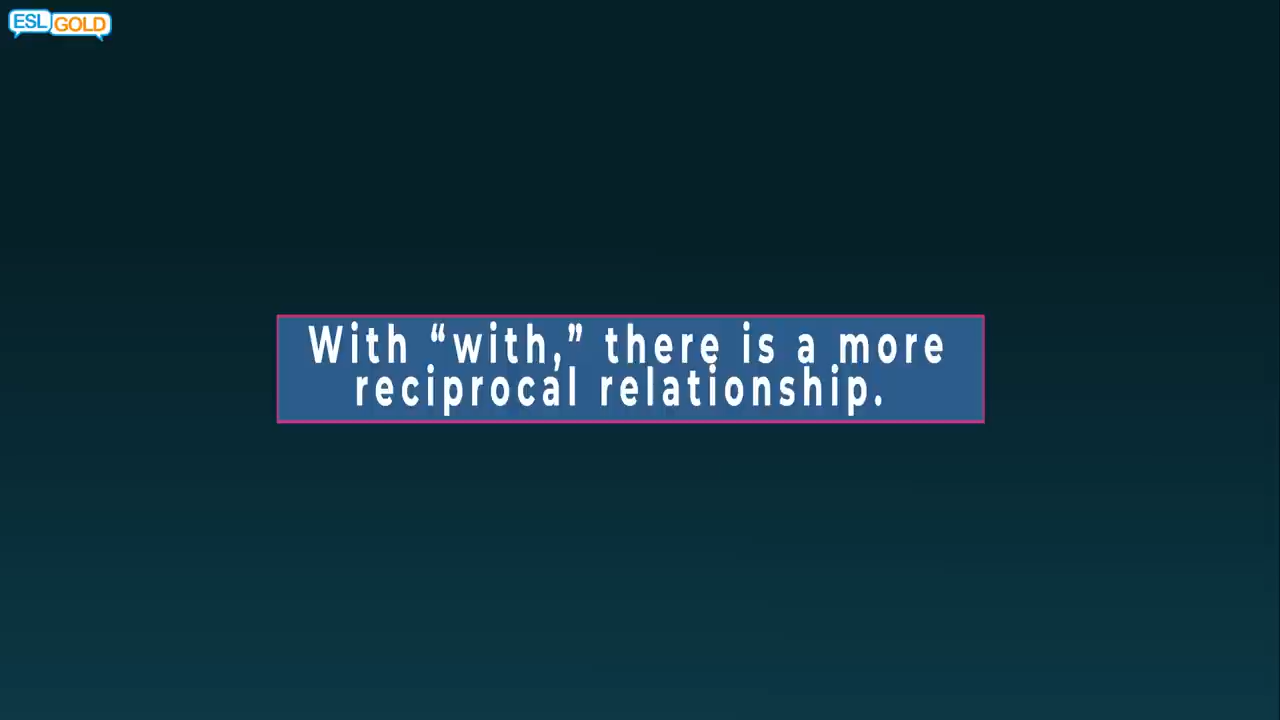 ESL GOLD
With “with,” there is a more
reciprocal relationship.